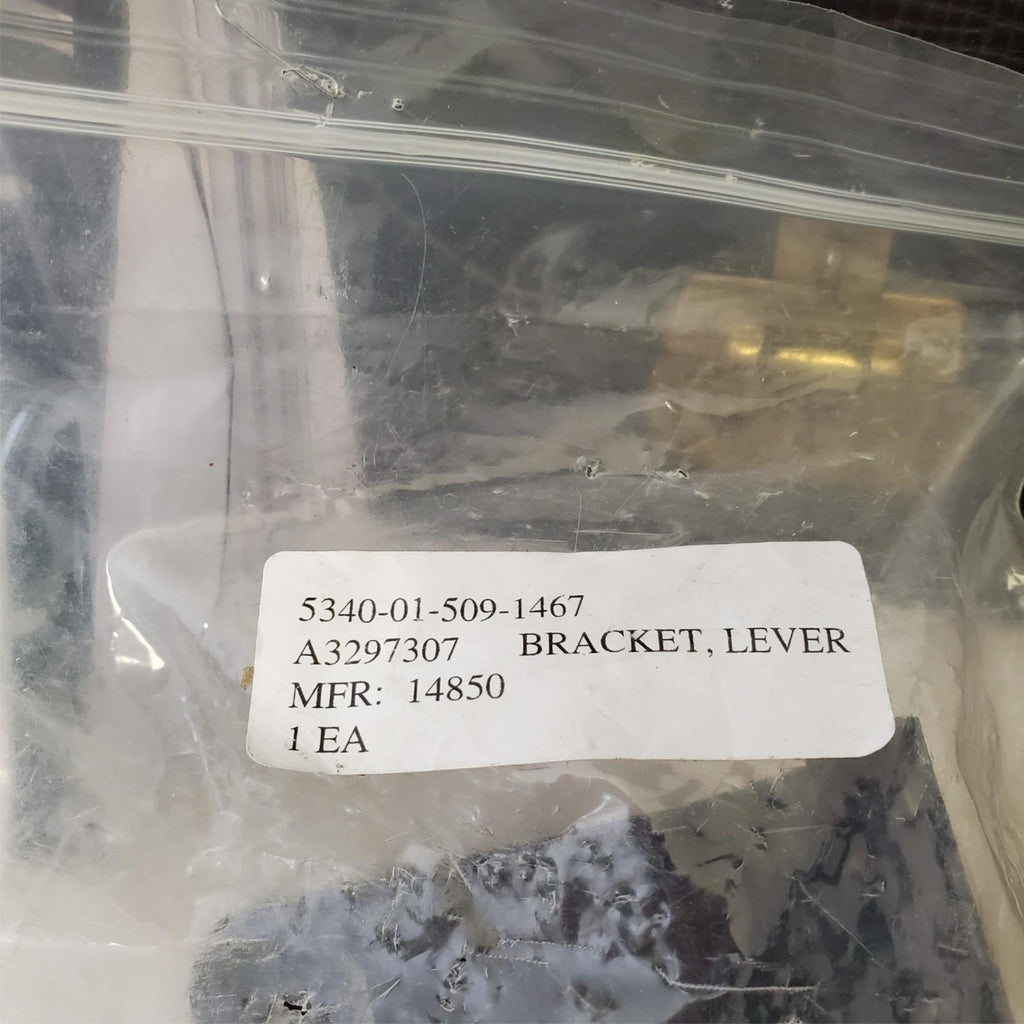 5340-01-509-1467
A3297307 BRACKET, LEVER
MFR: 14850
1 EA